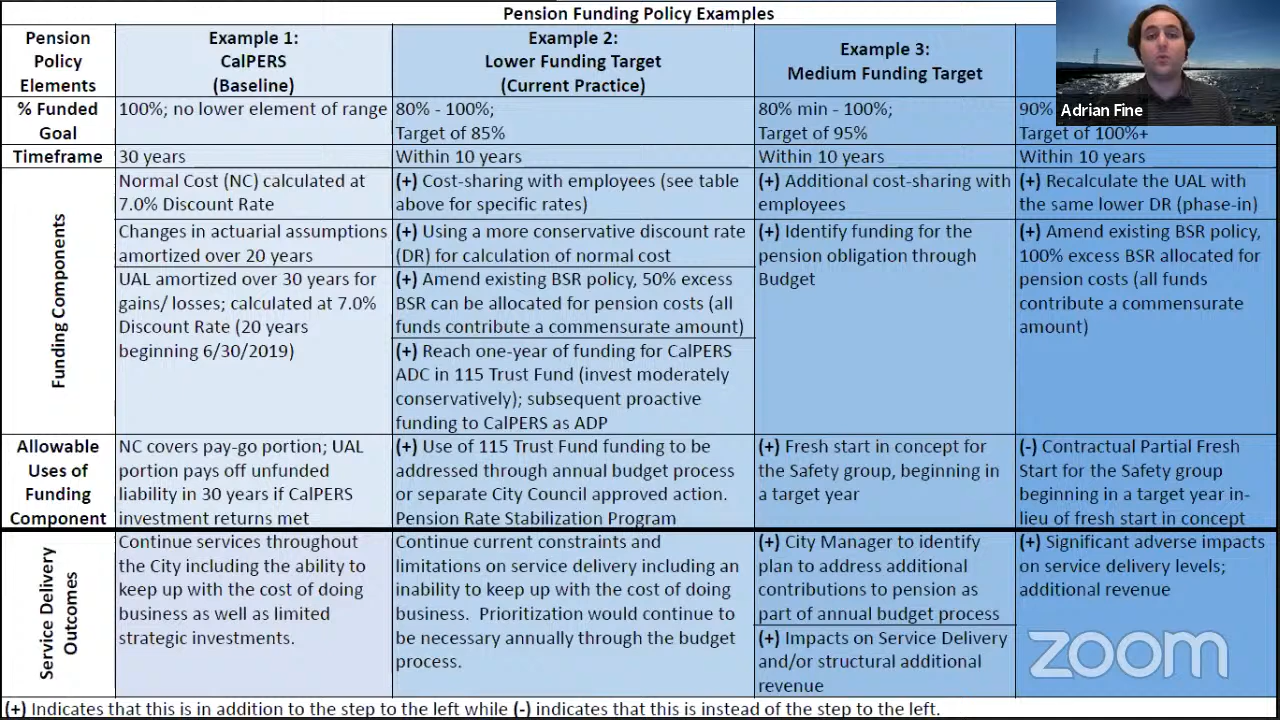 Pension Funding Policy Examples
Pension
Policy
Elements
Example 1:
CalPERS
(Baseline)
Example 2:
Lower Funding Target
(Current Practice)
Example 3:
Medium Funding Target
Adrian Fine
% Funded
Goal
100%; no lower element of range
80% - 100%;
Target of 85%
80% min - 100%;
Target of 95%
90%
Target of 100%+
Timeframe
30 years
Within 10 years
Within 10 years
Within 10 years
Funding Components
Normal Cost (NC) calculated at
7.0% Discount Rate
(+) Cost-sharing with employees (see table
above for specific rates)
(+) Additional cost-sharing with
employees
(+) Recalculate the UAL with
the same lower DR (phase-in)
Changes in actuarial assumptions
amortized over 20 years
(+) Using a more conservative discount rate
(DR) for calculation of normal cost
(+) Identify funding for the
pension obligation through
Budget
(+) Amend existing BSR policy,
100% excess BSR allocated for
pension costs (all funds
contribute a commensurate
amount)
UAL amortized over 30 years for
gains/ losses; calculated at 7.0%
Discount Rate (20 years
beginning 6/30/2019)
(+) Amend existing BSR policy, 50% excess
BSR can be allocated for pension costs (all
funds contribute a commensurate amount)
(+) Reach one-year of funding for CalPERS
ADC in 115 Trust Fund (invest moderately
conservatively); subsequent proactive
funding to CalPERS as ADP
Allowable
Uses of
Funding
Component
NC covers pay-go portion; UAL
portion pays off unfunded
liability in 30 years if CalPERS
investment returns met
(+) Use of 115 Trust Fund funding to be
addressed through annual budget process
or separate City Council approved action.
Pension Rate Stabilization Program
(+) Fresh start in concept for
the Safety group, beginning in
a target year
(-) Contractual Partial Fresh
Start for the Safety group
beginning in a target year in-
lieu of fresh start in concept
Service Delivery
Outcomes
Continue services throughout
the City including the ability to
keep up with the cost of doing
business as well as limited
strategic investments.
Continue current constraints and
limitations on service delivery including an
inability to keep up with the cost of doing
business. Prioritization would continue to
be necessary annually through the budget
process.
(+) City Manager to identify
plan to address additional
contributions to pension as
part of annual budget process
(+) Impacts on Service Delivery
and/or structural additional
revenue
(+) Significant adverse impacts
on service delivery levels;
additional revenue
zoom
(+) Indicates that this is in addition to the step to the left while (-) indicates that this is instead of the step to the left.